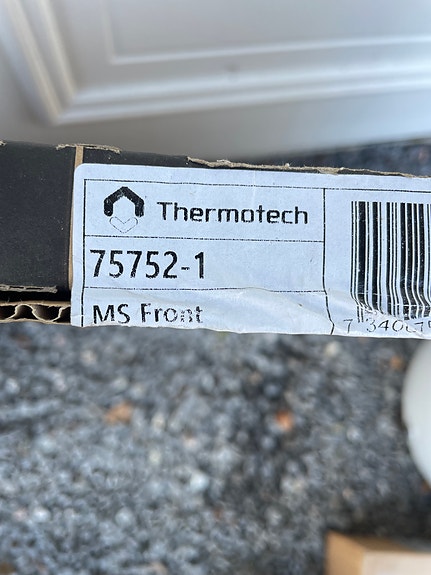 Thermotech
75752-1
MS Front